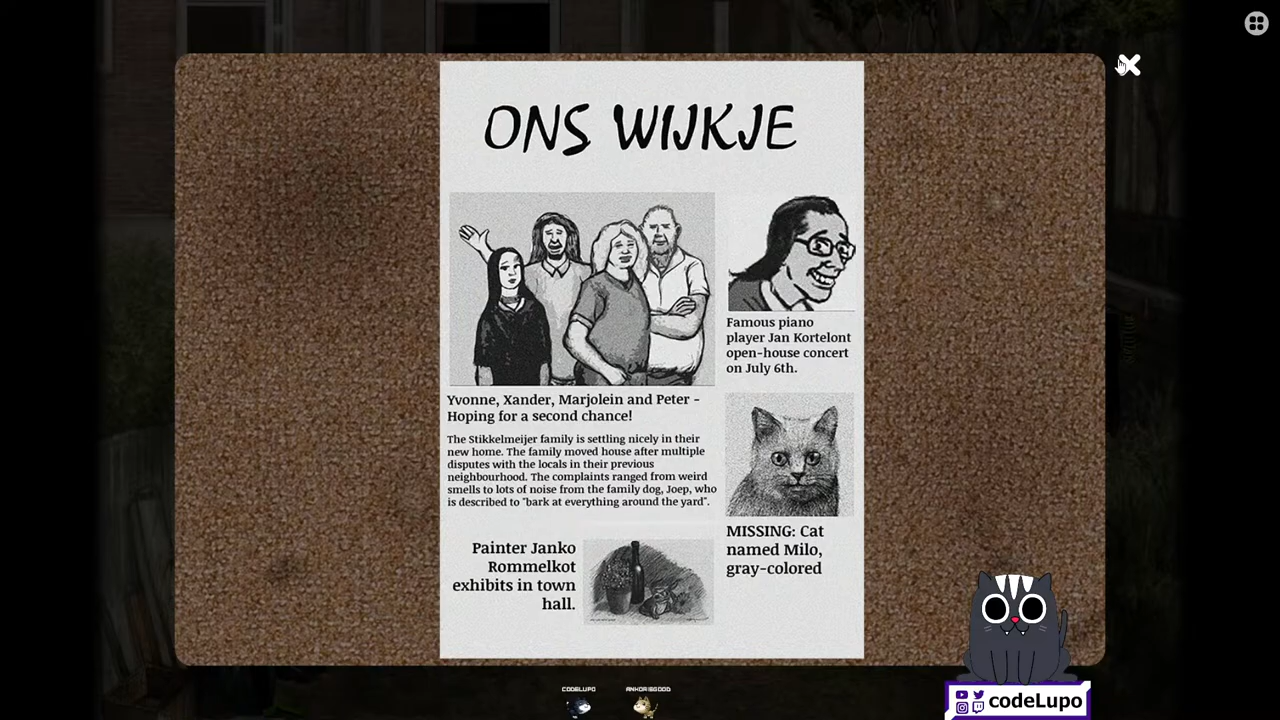 ONS WIJKJE
Yvonne, Xander, Marjolein and Peter -
Hoping for a second chance!
The Stikkelmeijer family is settling nicely in their
new home. The family moved house after multiple
disputes with the locals in their previous
neighbourhood. The complaints ranged from weird
smells to lots of noise from the family dog, Joep, who
is described to "bark at everything around the yard".
Painter Janko
Rommelkot
exhibits in town
hall.
Famous piano
player Jan Kortelont
open-house concert
on July 6th.
MISSING: Cat
named Milo,
gray-colored
CODELUPO
codeLupo